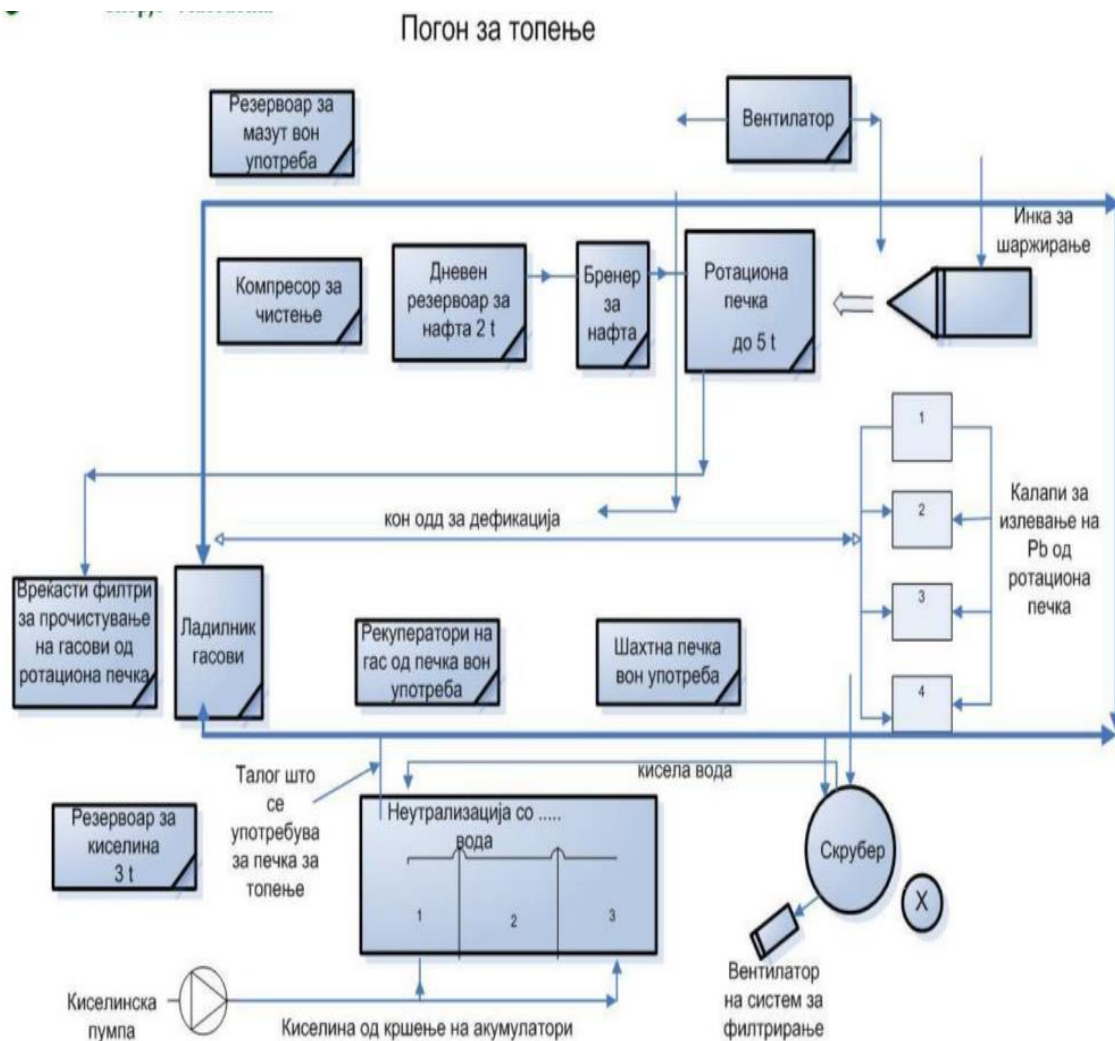 Погон за топење
Резервоар за
мазут вон
употреба
Вентилатор
Инка за
шаржирање
Компресор за
чистење
Дневен
резервоар за
нафта 2 t
Бренер
за
нафта
Ротациона
печка
до 5 t
1
2
3
4
Калапи за
излевање на
Pb од
ротациона
печка
кон одд за дефикација
Вреќасти филтри
за прочистување
на гасови од
ротациона печка
Ладилник
гасови
Рекуператори на
гас од печка вон
употреба
Шахтна печка
вон употреба
кисела вода
Талог што
се
употребува
за печка за
топење
Резервоар за
киселина
3 t
Неутрализација со .....
вода
1
2
3
Скрубер
X
Вентилатор
на систем за
филтрирање
Киселинска
пумпа
Киселина од кршење на акумулатори